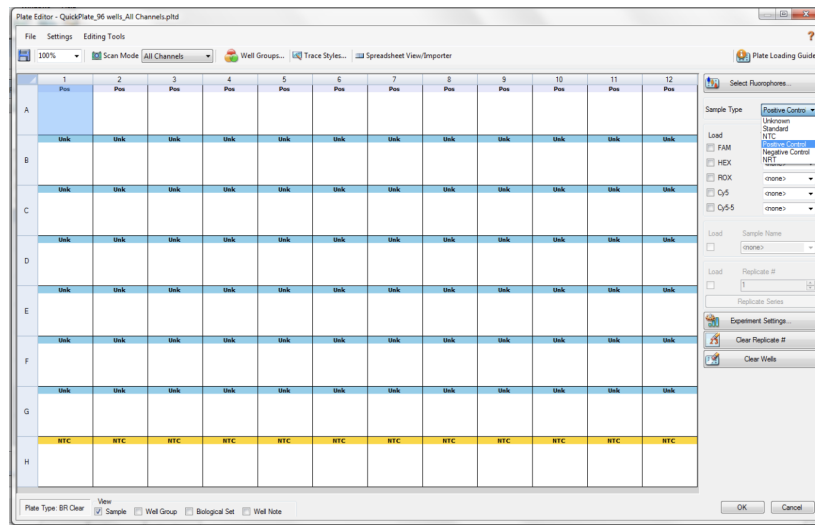 Plate Editor - QuickPlate_96 wells_All Channels.pltd
File Settings Editing Tools ?
100% Scan Mode All Channels Well Groups... Trace Styles... Spreadsheet View/Importer Plate Loading Guide
1 2 3 4 5 6 7 8 9 10 11 12
Pos Pos Pos Pos Pos Pos Pos Pos Pos Pos Pos Pos
A
Unk Unk Unk Unk Unk Unk Unk Unk Unk Unk Unk Unk
B
Unk Unk Unk Unk Unk Unk Unk Unk Unk Unk Unk Unk
C
Unk Unk Unk Unk Unk Unk Unk Unk Unk Unk Unk Unk
D
Unk Unk Unk Unk Unk Unk Unk Unk Unk Unk Unk Unk
E
Unk Unk Unk Unk Unk Unk Unk Unk Unk Unk Unk Unk
F
Unk Unk Unk Unk Unk Unk Unk Unk Unk Unk Unk Unk
G
NTC NTC NTC NTC NTC NTC NTC NTC NTC NTC NTC NTC
H
Select Fluorophores...
Sample Type Positive Contro
Unknown
Standard
NTC
Positive Control
Negative Control
NRT
Load
FAM
HEX
ROX <none>
Cy5 <none>
Cy5-5 <none>
Load Sample Name
<none>
Load Replicate #
1
Replicate Series
Experiment Settings...
Clear Replicate #
Clear Wells
Plate Type: BR Clear View Sample Well Group Biological Set Well Note
OK Cancel